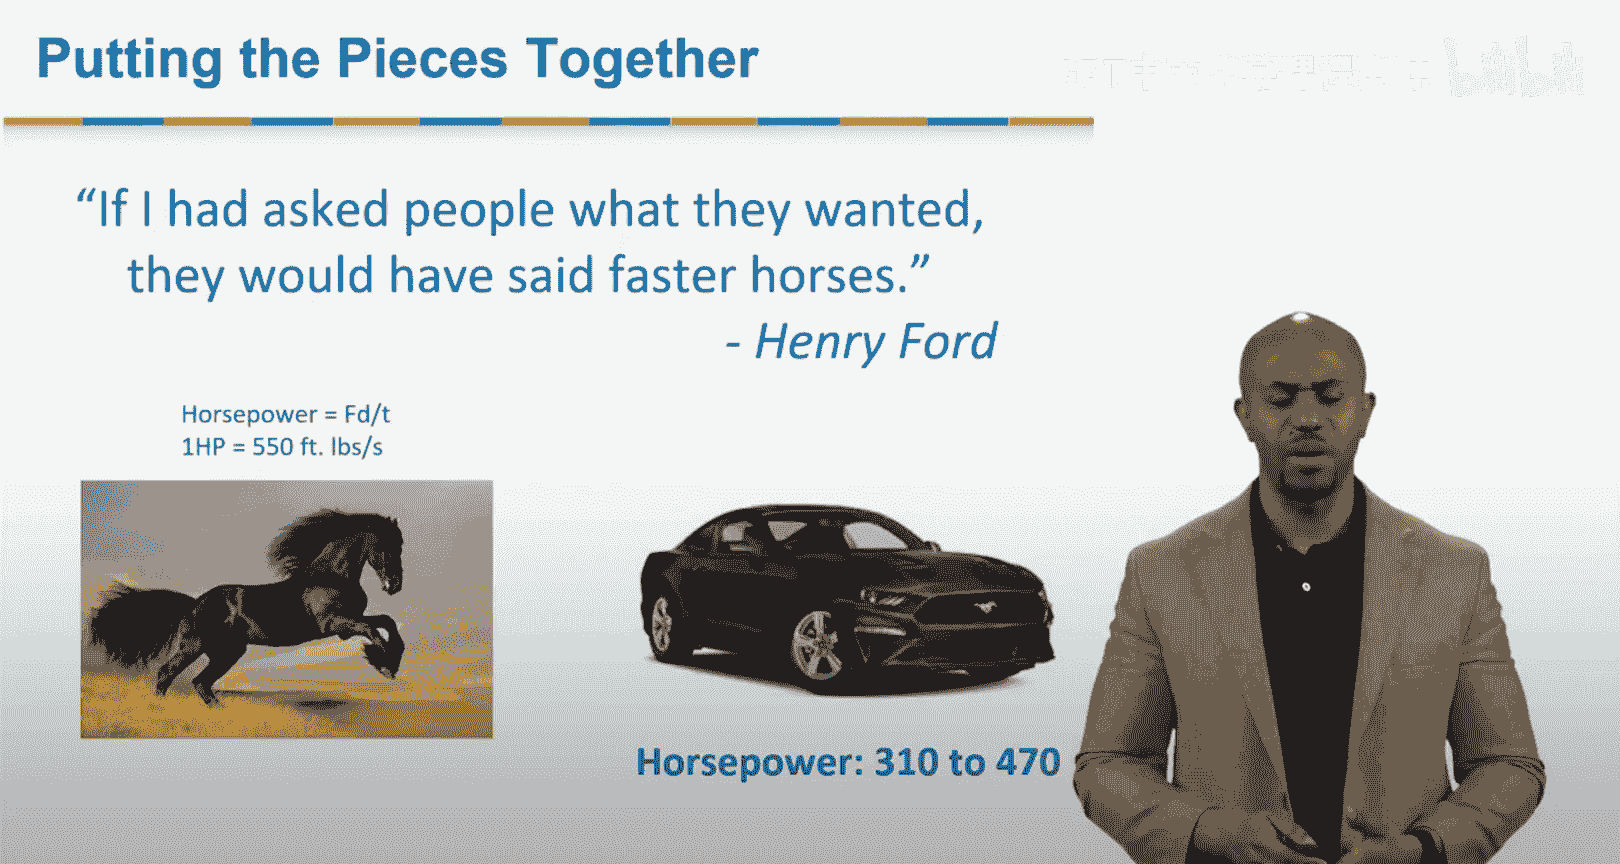 Putting the Pieces Together
“If I had asked people what they wanted,
they would have said faster horses.”
- Henry Ford
Horsepower = Fd/t
1HP = 550 ft. lbs/s
Horsepower: 310 to 470
bilibili